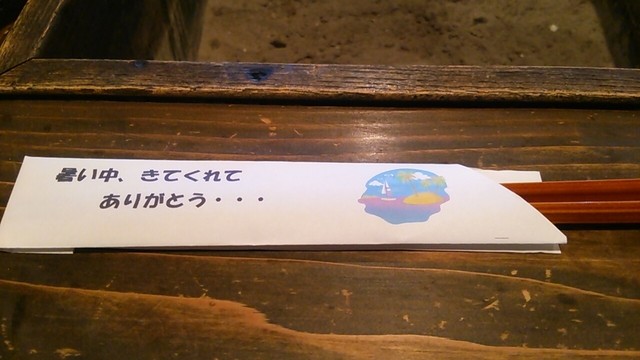 暑い中、きてくれて
ありがとう・・・